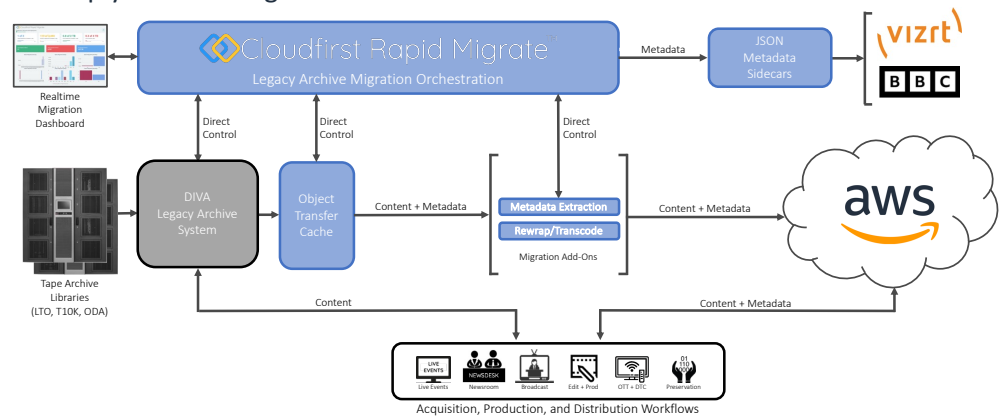 Cloudfirst Rapid Migrate™
Legacy Archive Migration Orchestration
Metadata
JSON
Metadata
Sidecars
vizrt
BBC
Realtime
Migration
Dashboard
Direct
Control
Direct
Control
Direct
Control
DIVA
Legacy Archive
System
Object
Transfer
Cache
Content + Metadata
Metadata Extraction
Rewrap/Transcode
Migration Add-Ons
Content + Metadata
aws
Tape Archive
Libraries
(LTO, T10K, ODA)
Content
Content + Metadata
LIVE
EVENTS
Live Events
NEWSDESK
Newsroom
Broadcast
Edit + Prod
OTT + DTC
01
110
Preservation
Acquisition, Production, and Distribution Workflows